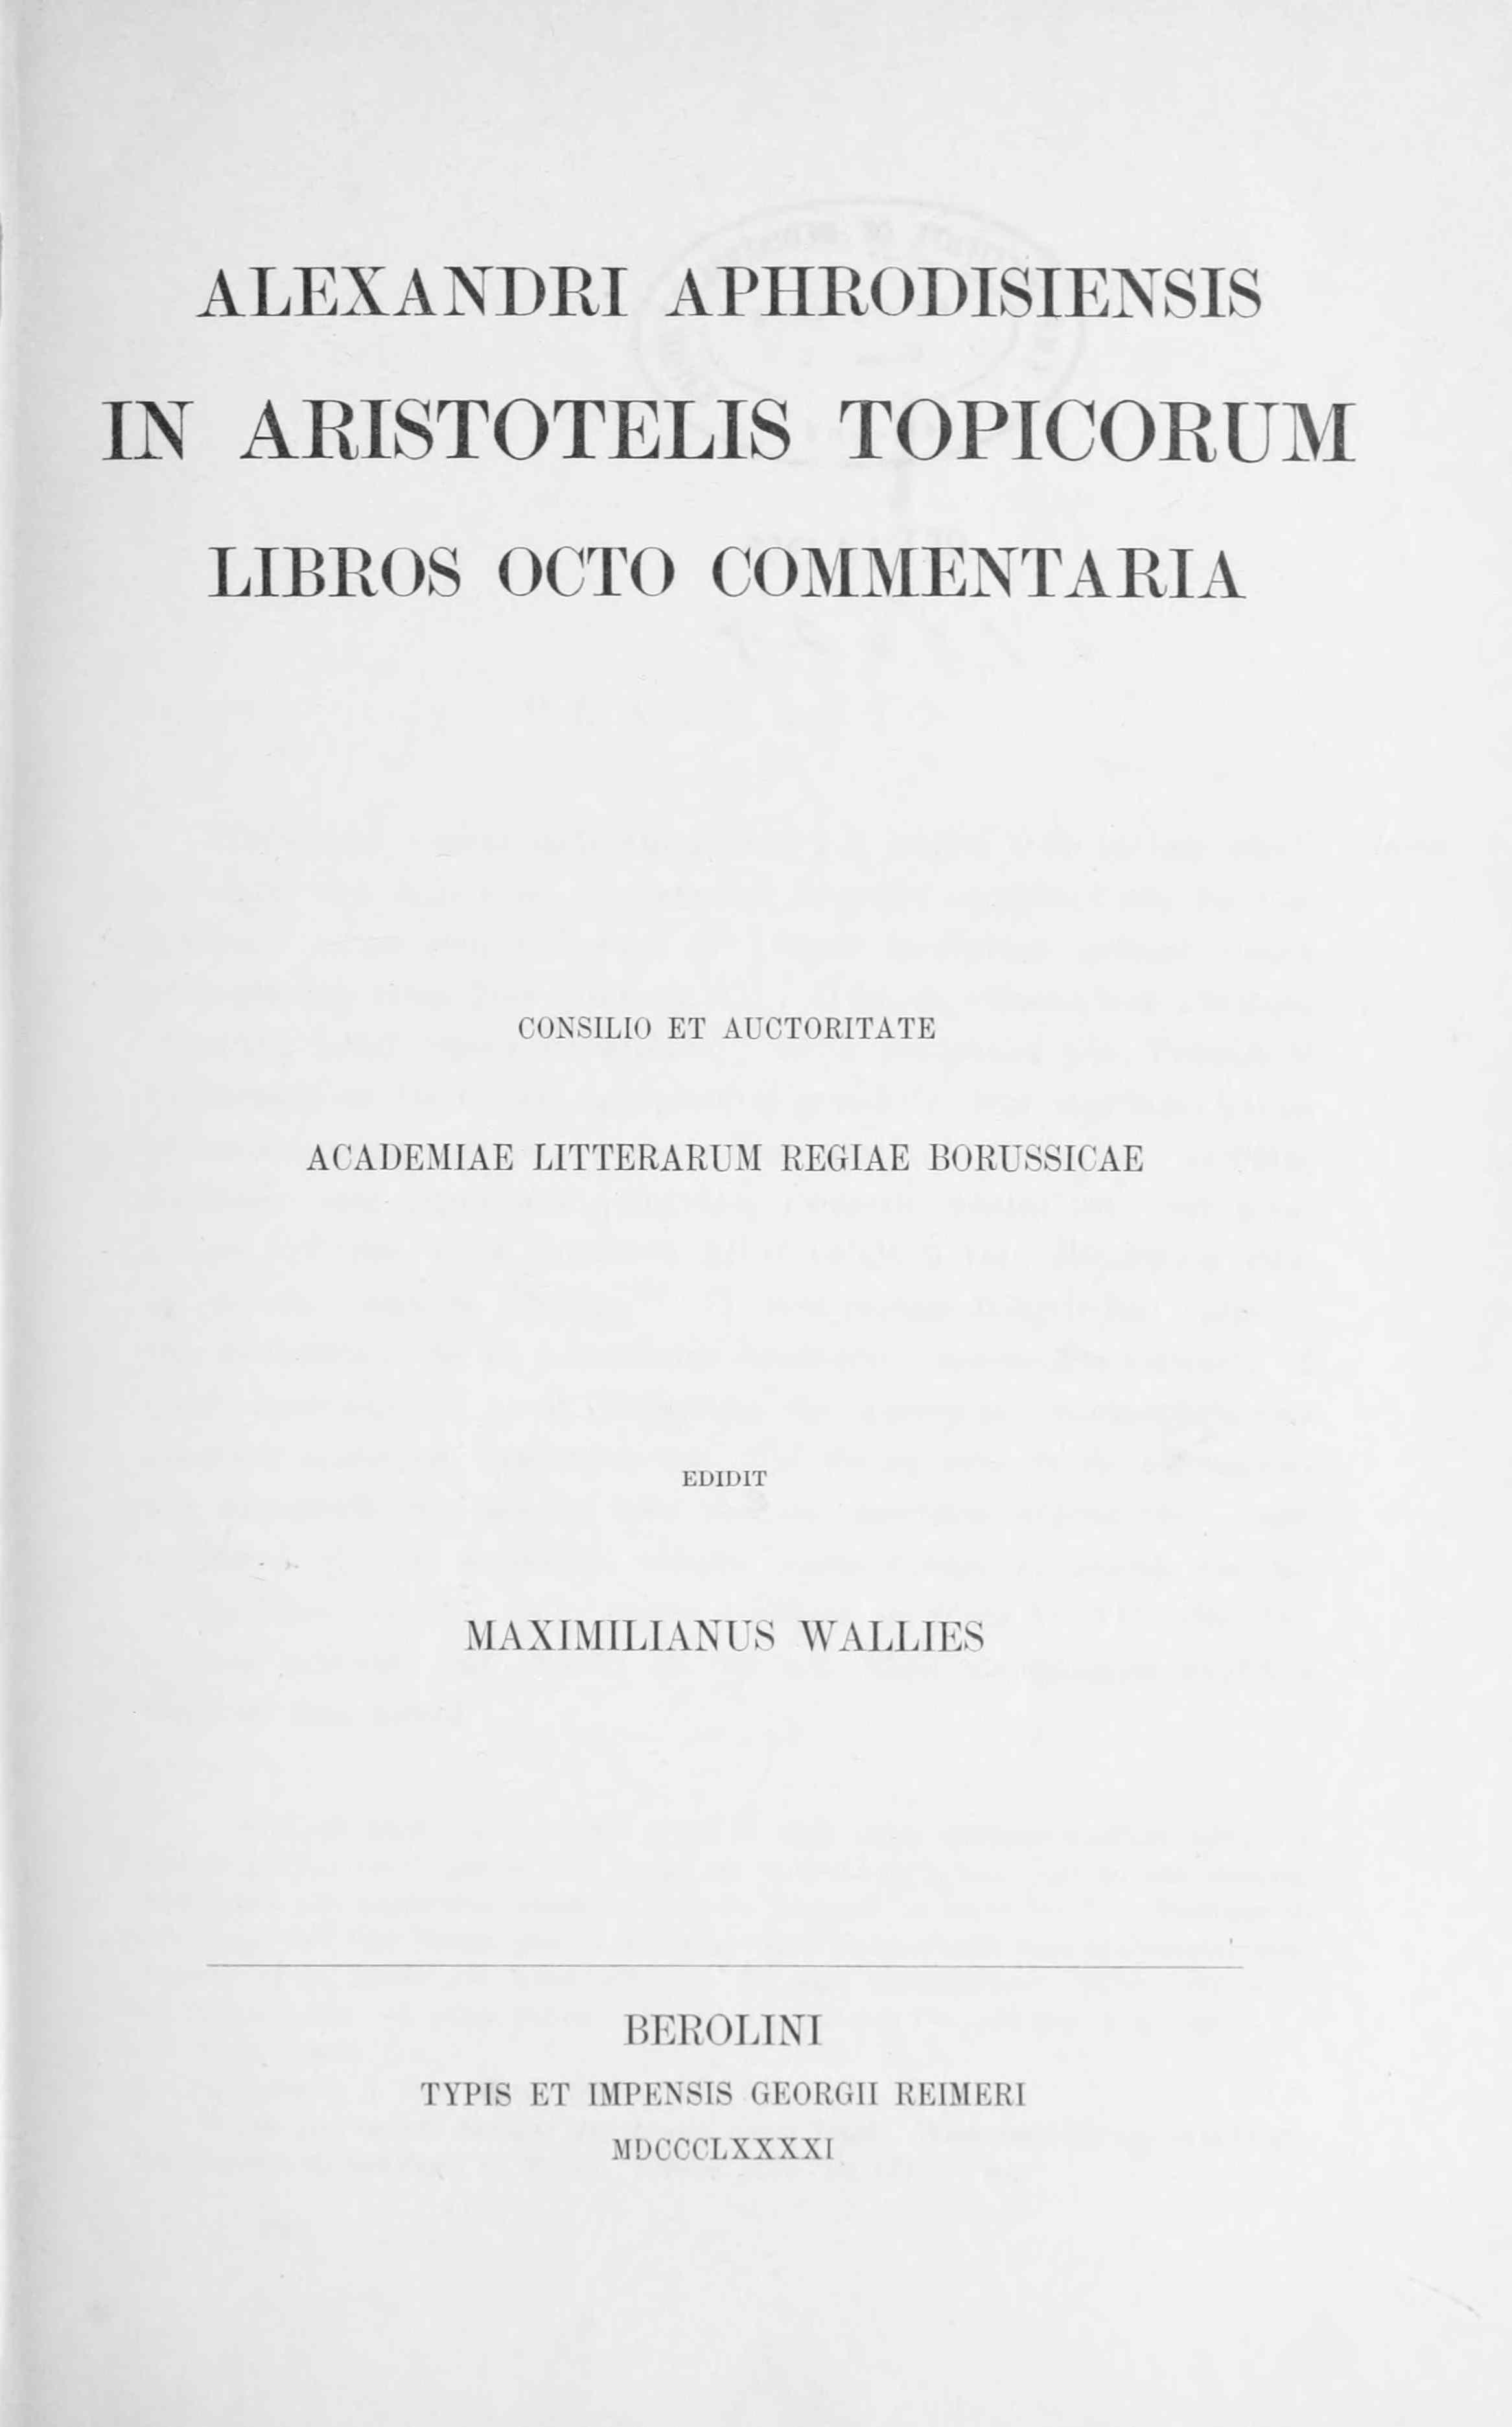 ALEXANDRI APHRODISIENSIS
IN ARISTOTELIS TOPICORUM
LIBROS OCTO COMMENTARIA
CONSILIO ET AUCTORITATE
ACADEMIAE LITTERARUM REGIAE BORUSSICAE
EDIDIT
MAXIMILIANUS WALLIES
BEROLINI
TYPIS ET IMPENSIS GEORGII REIMERI
MDCCCLXXXXI